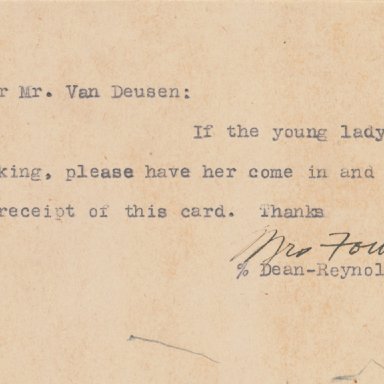 r Mr. Van Deusen:
If the young lady
king, please have her come in and
receipt of this card. Thanks
Mrs Fow
% Dean-Reynol